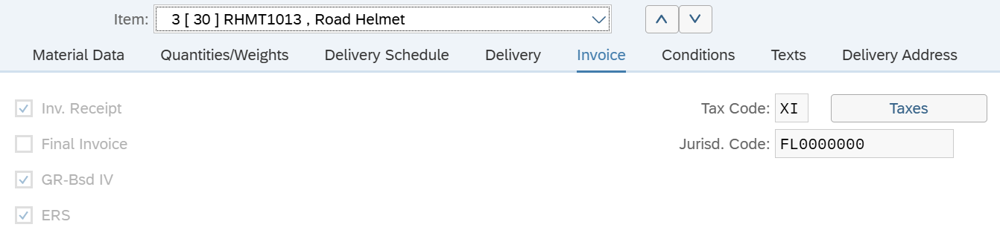 Item: 3 [ 30 ] RHMT1013 , Road Helmet
Material Data Quantities/Weights Delivery Schedule Delivery Invoice Conditions Texts Delivery Address
Inv. Receipt Tax Code: XI Taxes
Final Invoice Jurisd. Code: FL0000000
GR-Bsd IV
ERS